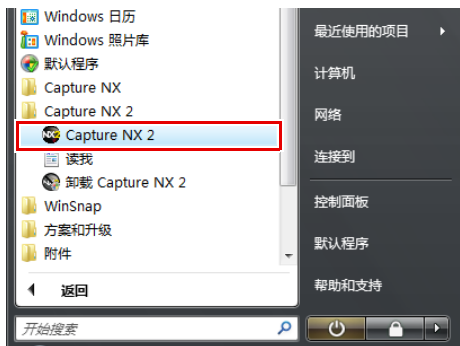 Windows 日历
Windows 照片库
默认程序
Capture NX
Capture NX 2
Capture NX 2
读我
卸载 Capture NX 2
WinSnap
方案和升级
附件
返回
开始搜索
最近使用的项目
计算机
网络
连接到
控制面板
默认程序
帮助和支持